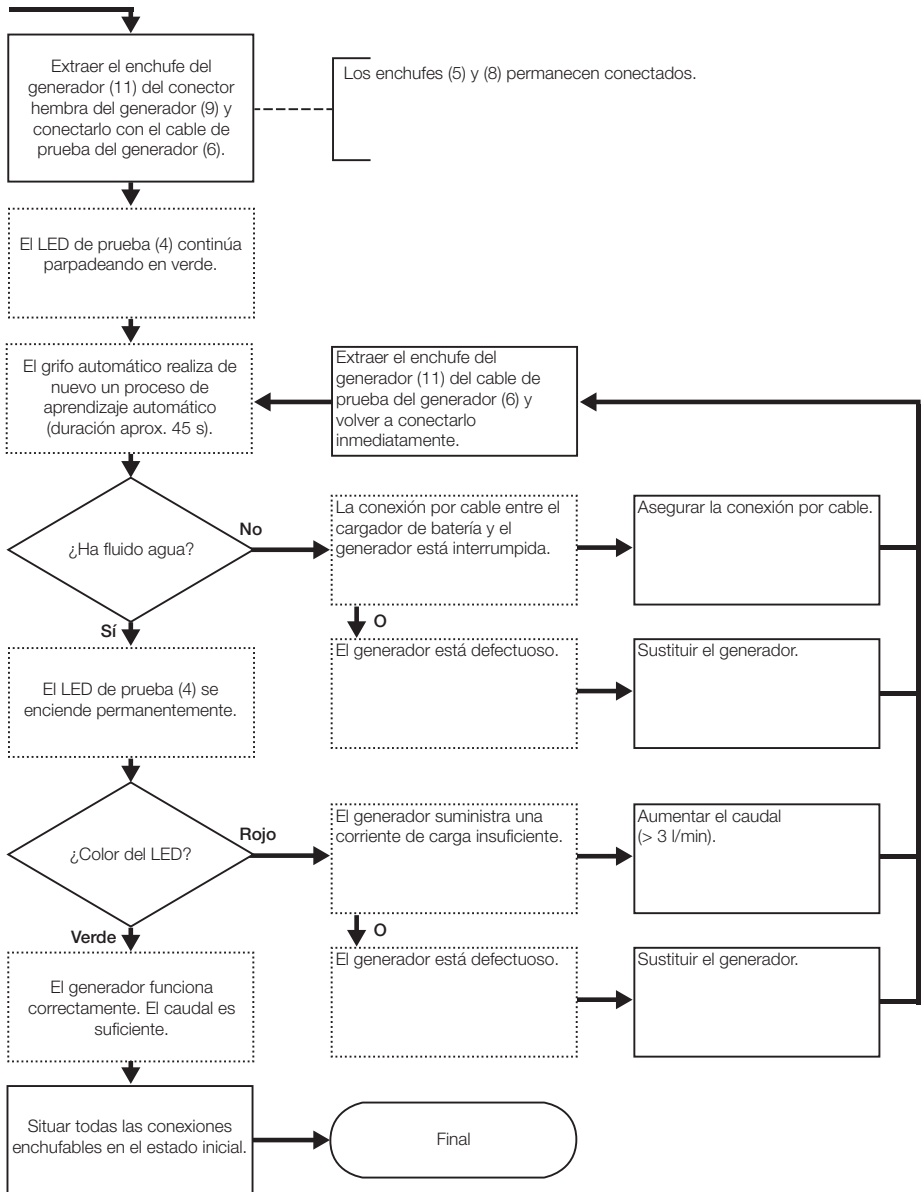 Extraer el enchufe del
generador (11) del conector
hembra del generador (9) y
conectarlo con el cable de
prueba del generador (6).
Los enchufes (5) y (8) permanecen conectados.
El LED de prueba (4) continúa
parpadeando en verde.
El grifo automático realiza de
nuevo un proceso de
aprendizaje automático
(duración aprox. 45 s).
Extraer el enchufe del
generador (11) del cable de
prueba del generador (6) y
volver a conectarlo
inmediatamente.
¿Ha fluido agua?
No
La conexión por cable entre el
cargador de batería y el
generador está interrumpida.
Asegurar la conexión por cable.
Sí
O
El generador está defectuoso.
Sustituir el generador.
El LED de prueba (4) se
enciende permanentemente.
¿Color del LED?
Rojo
El generador suministra una
corriente de carga insuficiente.
Aumentar el caudal
(> 3 l/min).
Verde
O
El generador está defectuoso.
Sustituir el generador.
El generador funciona
correctamente. El caudal es
suficiente.
Situar todas las conexiones
enchufables en el estado inicial.
Final